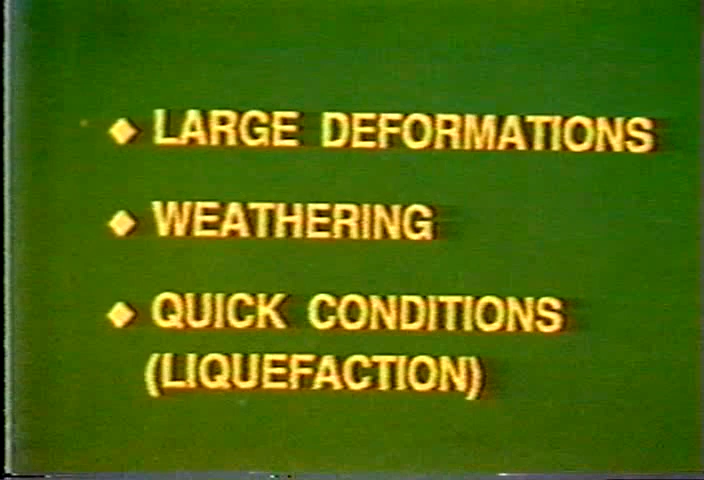 ◆ LARGE DEFORMATIONS
◆ WEATHERING
◆ QUICK CONDITIONS
(LIQUEFACTION)